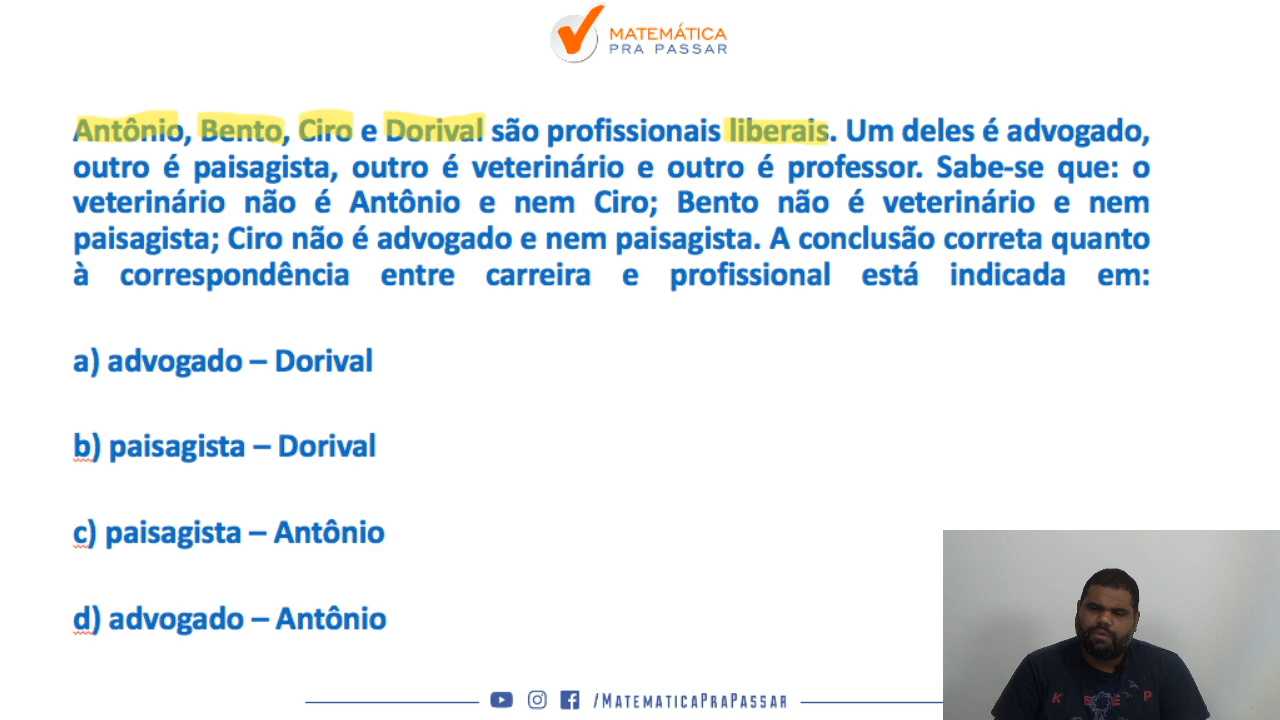 MATEMÁTICA
PRA PASSAR
Antônio, Bento, Ciro e Dorival são profissionais liberais. Um deles é advogado,
outro é paisagista, outro é veterinário e outro é professor. Sabe-se que: o
veterinário não é Antônio e nem Ciro; Bento não é veterinário e nem
paisagista; Ciro não é advogado e nem paisagista. A conclusão correta quanto
à correspondência entre carreira e profissional está indicada em:
a) advogado – Dorival
b) paisagista – Dorival
c) paisagista – Antônio
d) advogado – Antônio
K E E P
/MATEMATICAPRAPASSAR